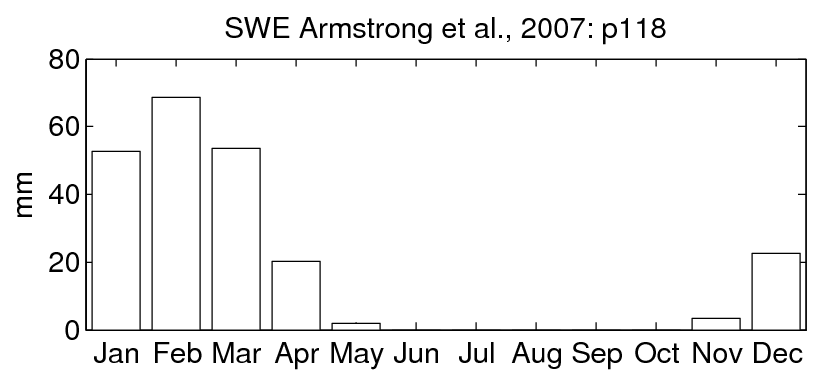 SWE Armstrong et al., 2007: p118
80
60
40
20
0
mm
Jan Feb Mar Apr May Jun Jul Aug Sep Oct Nov Dec